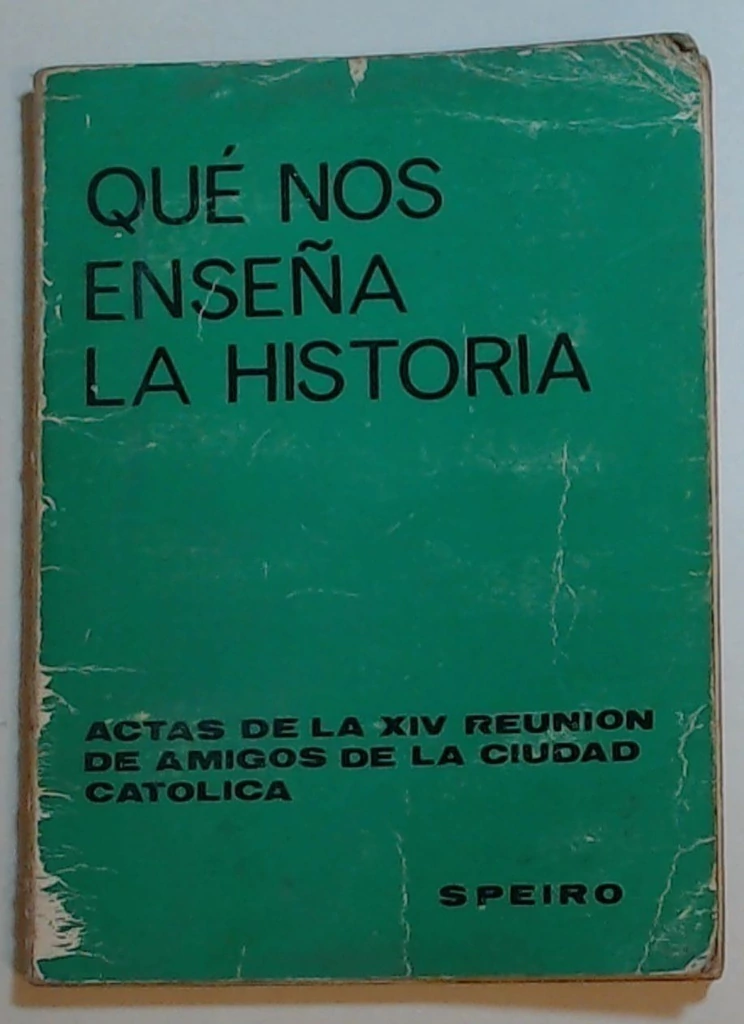 QUÉ NOS
ENSEÑA
LA HISTORIA
ACTAS DE LA XIV REUNION
DE AMIGOS DE LA CIUDAD
CATOLICA
SPEIRO